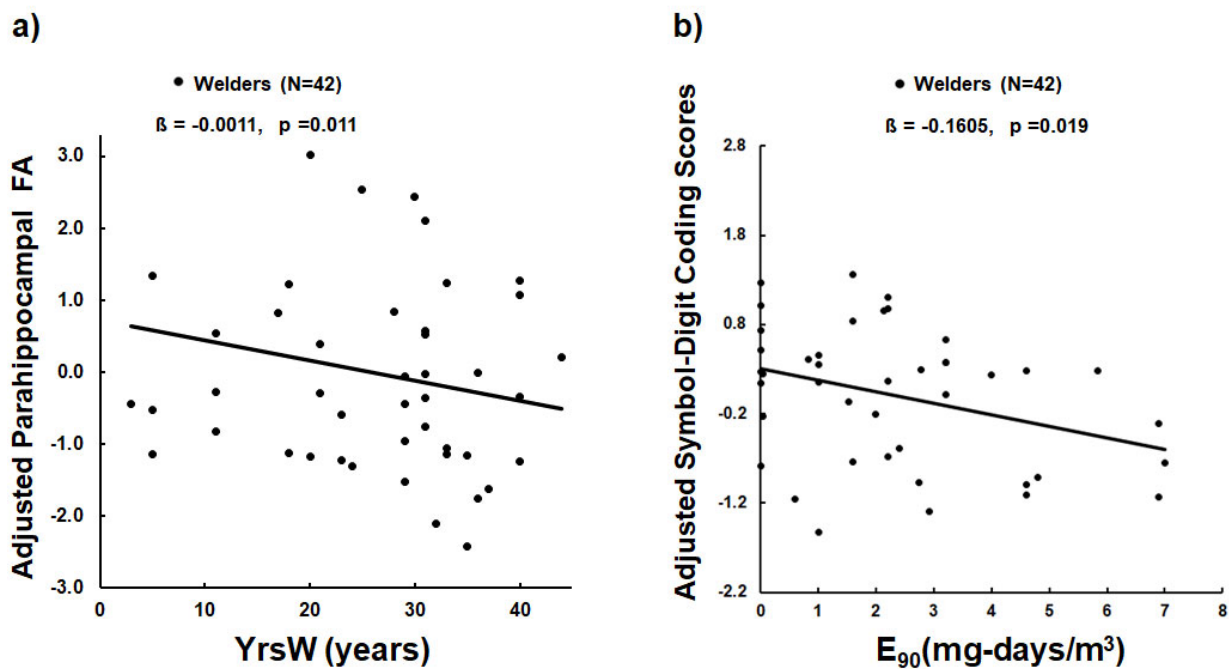 a)
Welders (N=42)
ß = -0.0011, p =0.011
Adjusted Parahippocampal FA
3.0
2.0
1.0
0.0
-1.0
-2.0
-3.0
0 10 20 30 40
YrsW (years)
b)
Welders (N=42)
ß = -0.1605, p =0.019
Adjusted Symbol-Digit Coding Scores
2.8
1.8
0.8
-0.2
-1.2
-2.2
0 1 2 3 4 5 6 7 8
E90(mg-days/m³)